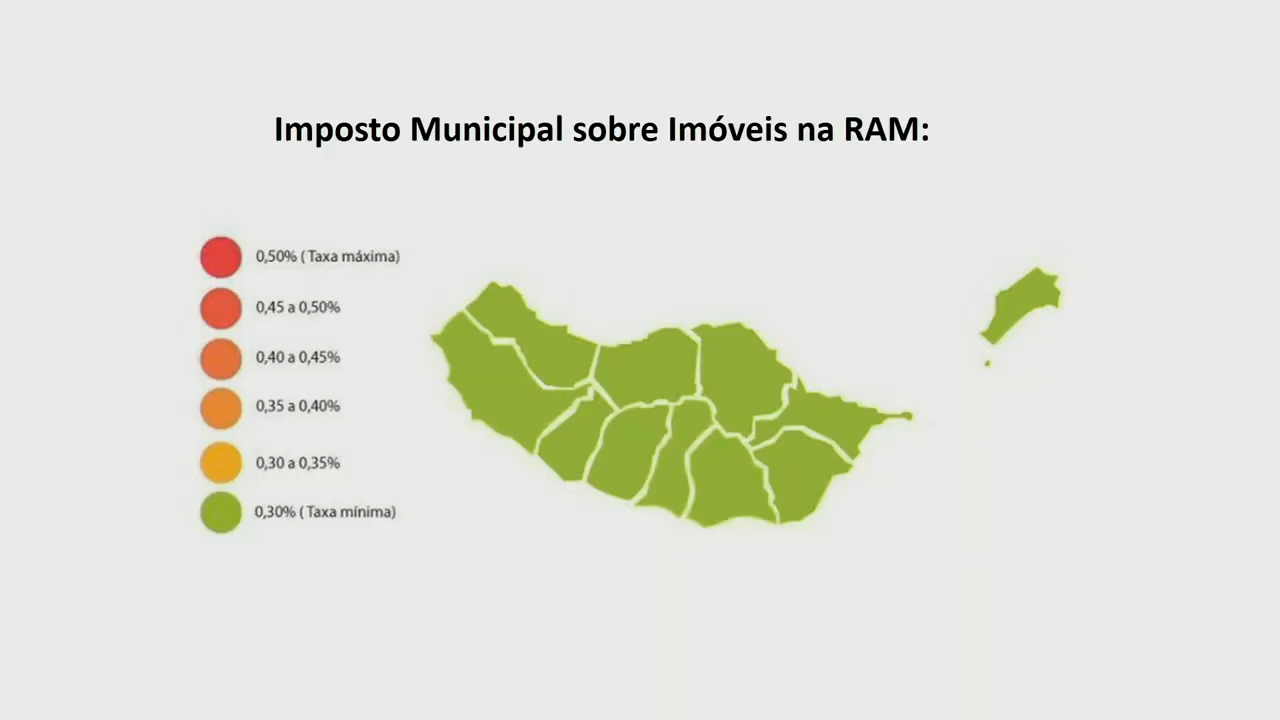 Imposto Municipal sobre Imóveis na RAM:
0,50% ( Taxa máxima)
0,45 a 0,50%
0,40 a 0,45%
0,35 a 0,40%
0,30 a 0,35%
0,30% ( Taxa mínima)